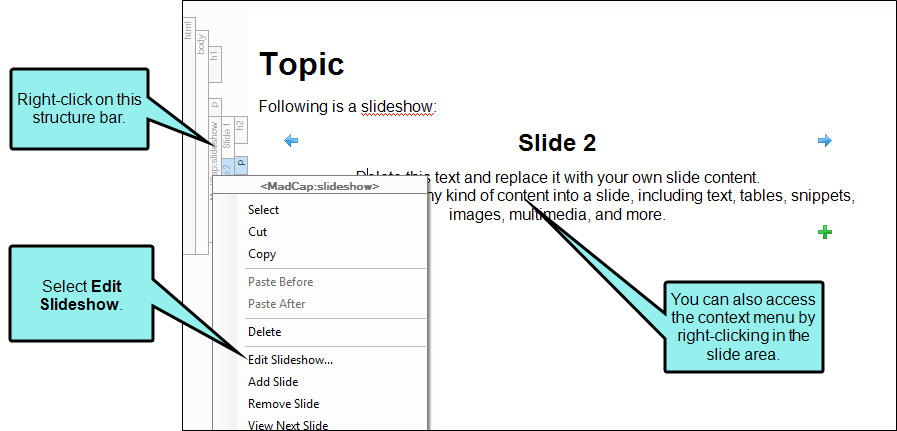 html
body
h1
Topic
p
Following is a slideshow:
Right-click on this
structure bar.
Slide 1
h2
Slide 2
p
<MadCap:slideshow>
Delete this text and replace it with your own slide content.
ny kind of content into a slide, including text, tables, snippets,
images, multimedia, and more.
Select
Cut
Copy
Paste Before
Paste After
Delete
Edit Slideshow...
Add Slide
Remove Slide
View Next Slide
Select Edit
Slideshow.
You can also access
the context menu by
right-clicking in the
slide area.